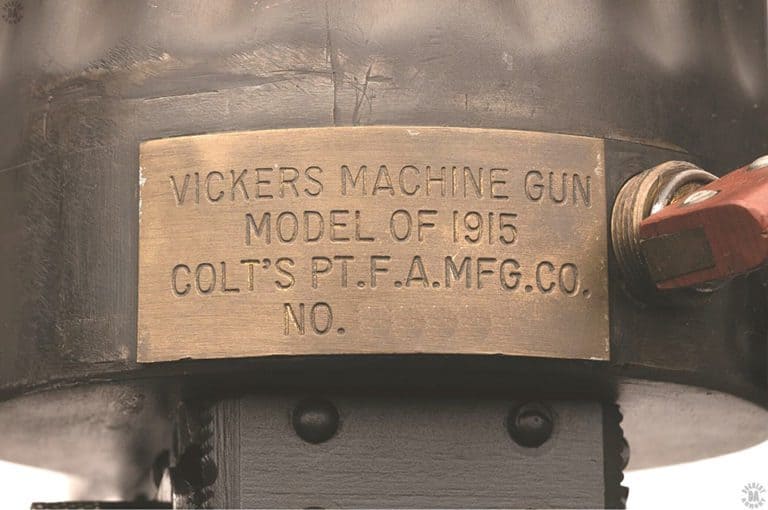 VICKERS MACHINE GUN
MODEL OF 1915
COLT'S PT.F.A.MFG.CO.
NO.